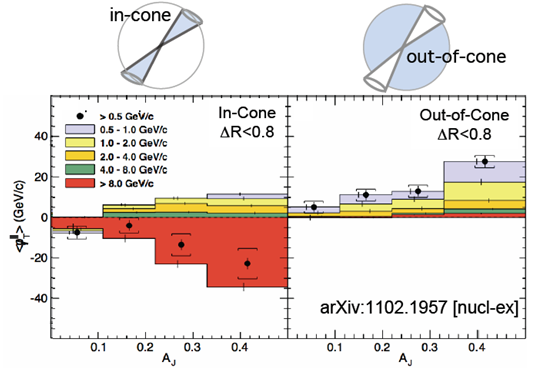 in-cone
out-of-cone
> 0.5 GeV/c
0.5 - 1.0 GeV/c
1.0 - 2.0 GeV/c
2.0 - 4.0 GeV/c
4.0 - 8.0 GeV/c
> 8.0 GeV/c
In-Cone
ΔR<0.8
Out-of-Cone
ΔR<0.8
40
20
0
-20
-40
<p̸_T^∥> (GeV/c)
arXiv:1102.1957 [nucl-ex]
0.1 0.2 0.3 0.4
0.1 0.2 0.3 0.4
A_J
A_J